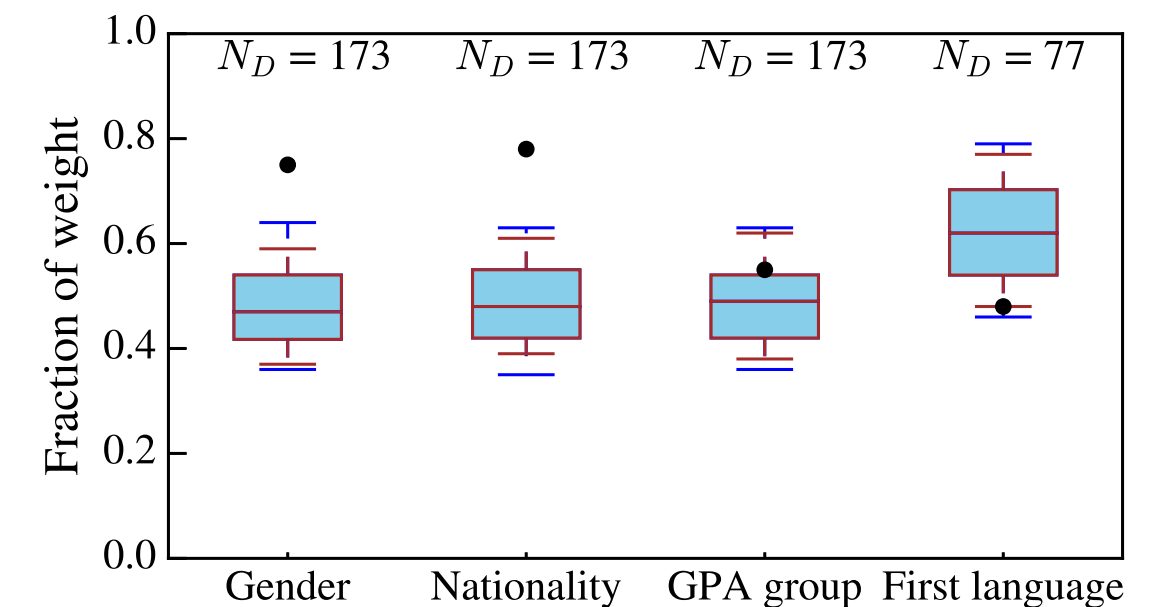 1.0
0.8
0.6
0.4
0.2
0.0
Fraction of weight
N_D = 173
N_D = 173
N_D = 173
N_D = 77
Gender
Nationality
GPA group
First language